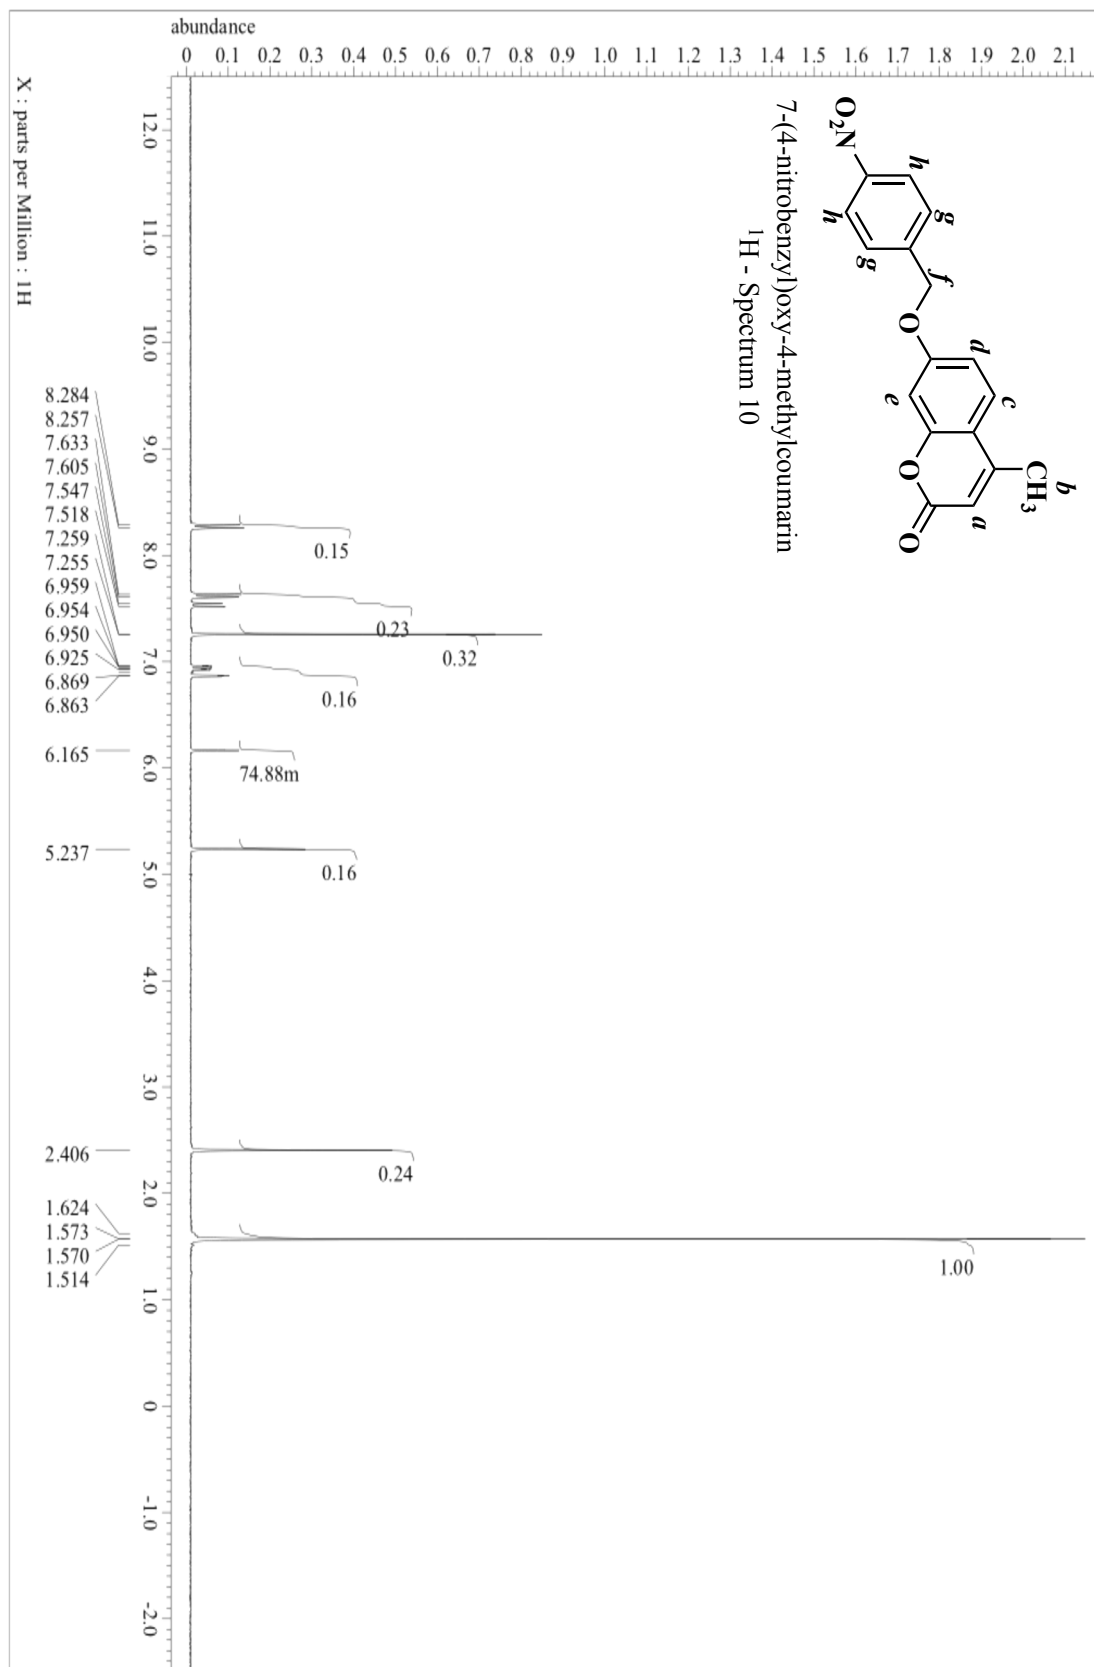 abundance
0 0.1 0.2 0.3 0.4 0.5 0.6 0.7 0.8 0.9 1.0 1.1 1.2 1.3 1.4 1.5 1.6 1.7 1.8 1.9 2.0 2.1
O₂N
h
h
g
g
f
O
d
e
c
O
CH₃
b
a
O
7-(4-nitrobenzyl)oxy-4-methylcoumarin
¹H - Spectrum 10
12.0 11.0 10.0 9.0 8.0 7.0 6.0 5.0 4.0 3.0 2.0 1.0 0 -1.0 -2.0
X : parts per Million : 1H
8.284
8.257
7.633
7.605
7.547
7.518
7.259
7.255
6.959
6.954
6.950
6.925
6.869
6.863
6.165
5.237
2.406
1.624
1.573
1.570
1.514
0.15
0.23
0.32
0.16
74.88m
0.16
0.24
1.00